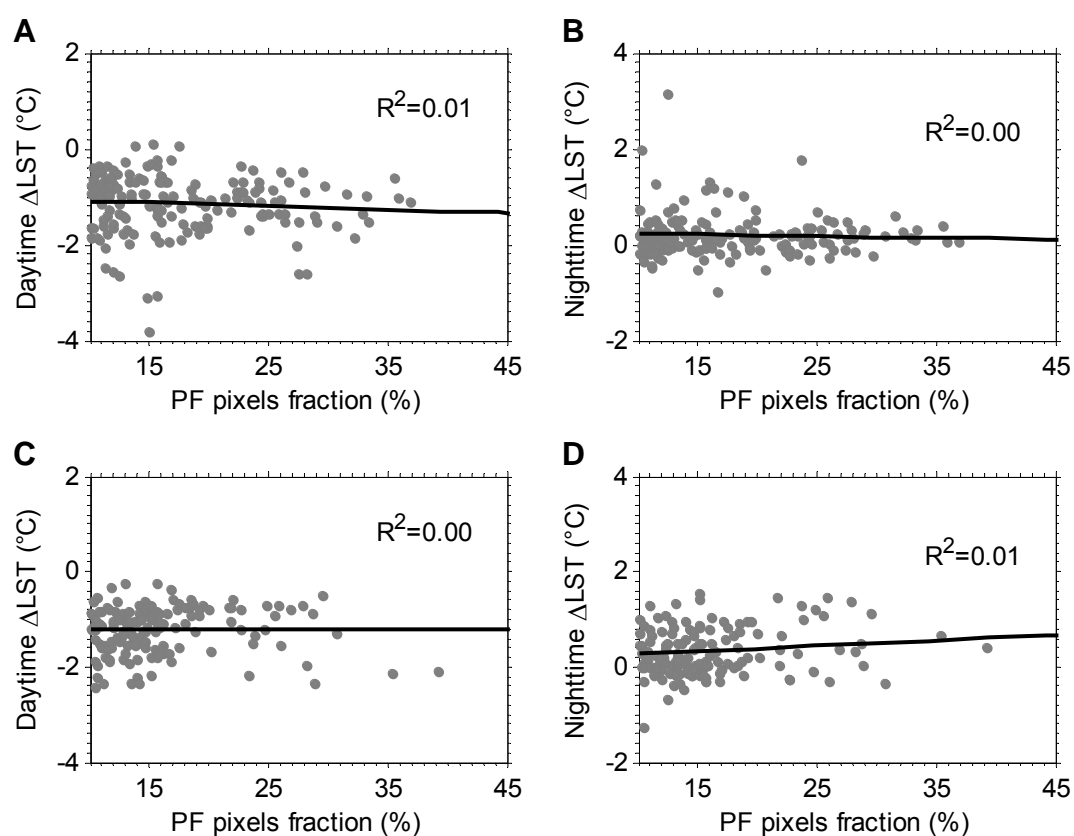 A
Daytime ΔLST (°C)
2
0
-2
-4
R²=0.01
15 25 35 45
PF pixels fraction (%)
B
Nighttime ΔLST (°C)
4
2
0
-2
R²=0.00
15 25 35 45
PF pixels fraction (%)
C
Daytime ΔLST (°C)
2
0
-2
-4
R²=0.00
15 25 35 45
PF pixels fraction (%)
D
Nighttime ΔLST (°C)
4
2
0
-2
R²=0.01
15 25 35 45
PF pixels fraction (%)